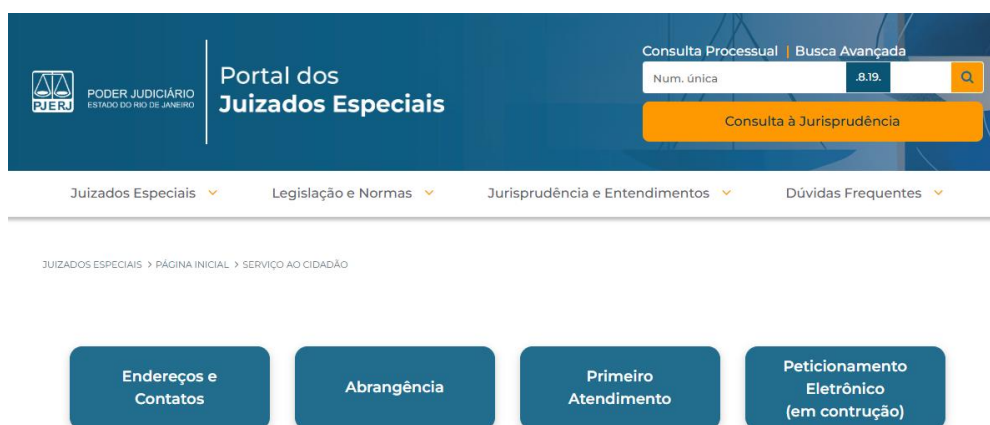 PJERJ
PODER JUDICIÁRIO
ESTADO DO RIO DE JANEIRO
Portal dos
Juizados Especiais
Consulta Processual | Busca Avançada
Num. única .8.19.
Consulta à Jurisprudência
Juizados Especiais Legislação e Normas Jurisprudência e Entendimentos Dúvidas Frequentes
JUIZADOS ESPECIAIS > PÁGINA INICIAL > SERVIÇO AO CIDADÃO
Endereços e
Contatos
Abrangência
Primeiro
Atendimento
Peticionamento
Eletrônico
(em contrução)